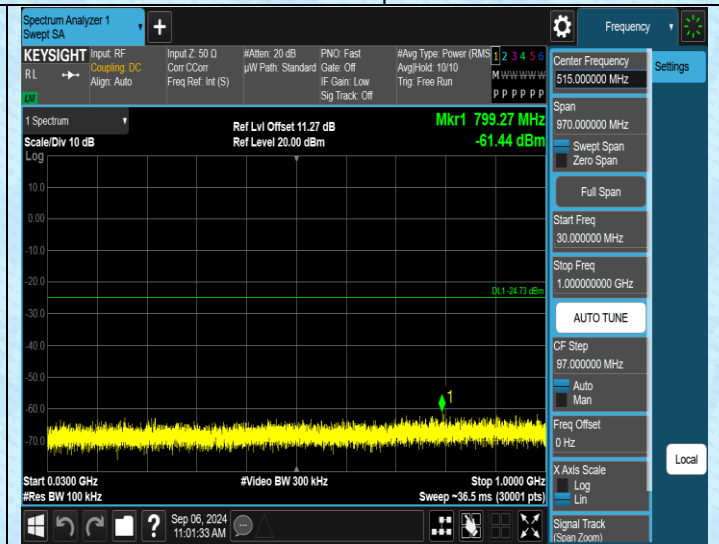 Spectrum Analyzer 1
Swept SA
+
Frequency
KEYSIGHT
RL
LXI
Input: RF
Coupling: DC
Align: Auto
Input Z: 50 Ω
Corr CCorr
Freq Ref: Int (S)
#Atten: 20 dB
µW Path: Standard
PNO: Fast
Gate: Off
IF Gain: Low
Sig Track: Off
#Avg Type: Power (RMS
Avg|Hold: 10/10
Trig: Free Run
1 2 3 4 5 6
M W W W W W
P P P P P P
1 Spectrum
Scale/Div 10 dB
Log
Ref Lvl Offset 11.27 dB
Ref Level 20.00 dBm
Mkr1 799.27 MHz
-61.44 dBm
10.0
0.00
-10.0
-20.0
DL1 -24.73 dBm
-30.0
-40.0
-50.0
1
-60.0
-70.0
Start 0.0300 GHz
#Res BW 100 kHz
#Video BW 300 kHz
Stop 1.0000 GHz
Sweep ~36.5 ms (30001 pts)
?
Sep 06, 2024
11:01:33 AM
Center Frequency
515.000000 MHz
Span
970.000000 MHz
Swept Span
Zero Span
Full Span
Start Freq
30.000000 MHz
Stop Freq
1.000000000 GHz
AUTO TUNE
CF Step
97.000000 MHz
Auto
Man
Freq Offset
0 Hz
X Axis Scale
Log
Lin
Signal Track
(Span Zoom)
Settings
Local